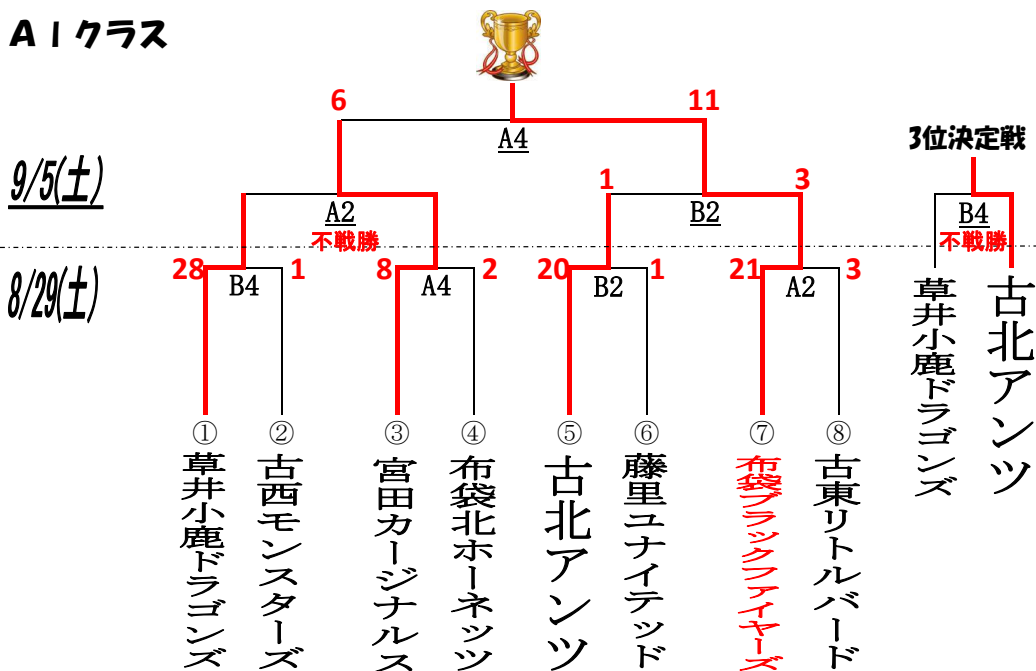 A1クラス
6
11
A4
3位決定戦
9/5(土)
1
3
A2
B2
B4
不戦勝
不戦勝
8/29(土)
28
1
8
2
20
1
21
3
B4
A4
B2
A2
草井小鹿ドラゴンズ
古北アンツ
①
②
③
④
⑤
⑥
⑦
⑧
草井小鹿ドラゴンズ
古西モンスターズ
宮田カージナルス
布袋北ホーネッツ
古北アンツ
藤里ユナイテッド
布袋ブラックファイヤーズ
古東リトルバード